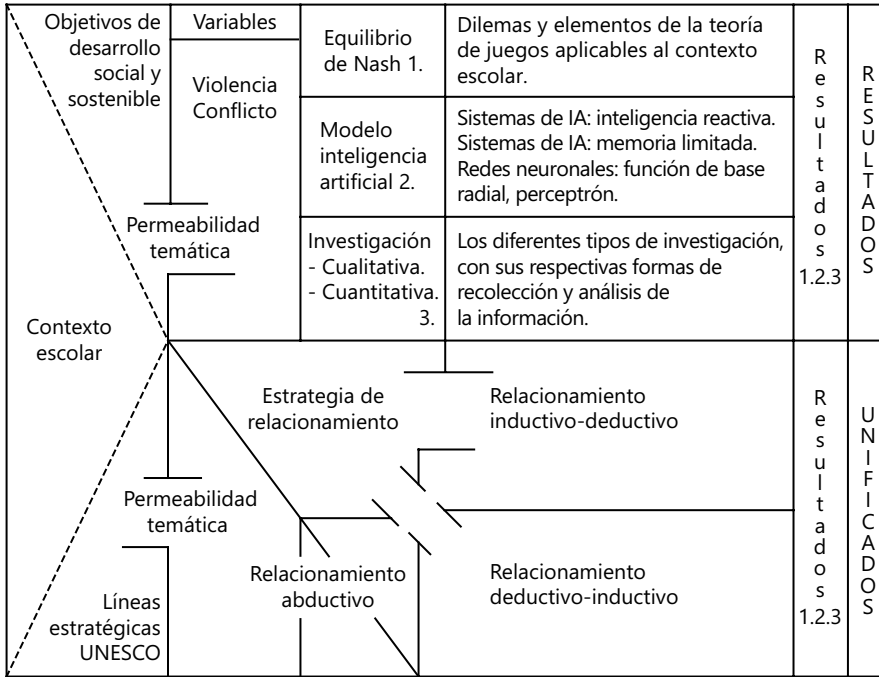 Objetivos de
desarrollo
social y
sostenible
Variables
Violencia
Conflicto
Permeabilidad
temática
Contexto
escolar
Permeabilidad
temática
Líneas
estratégicas
UNESCO
Equilibrio
de Nash 1.
Dilemas y elementos de la teoría
de juegos aplicables al contexto
escolar.
Modelo
inteligencia
artificial 2.
Sistemas de IA: inteligencia reactiva.
Sistemas de IA: memoria limitada.
Redes neuronales: función de base
radial, perceptrón.
Investigación
- Cualitativa.
- Cuantitativa.
3.
Los diferentes tipos de investigación,
con sus respectivas formas de
recolección y análisis de
la información.
Estrategia de
relacionamiento
Relacionamiento
inductivo-deductivo
Relacionamiento
abductivo
Relacionamiento
deductivo-inductivo
Resultados
1.2.3
Resultados
1.2.3
RESULTADOS
UNIFICADOS